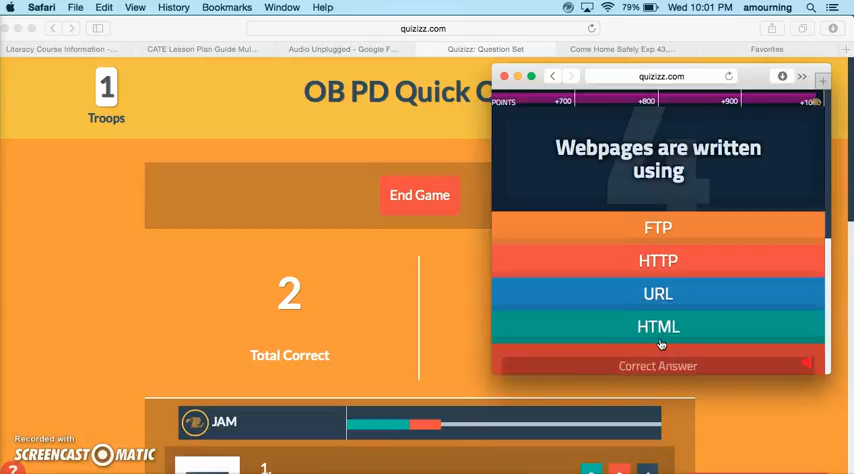 Safari File Edit View History Bookmarks Window Help 79% Wed 10:01 PM amourning
quizizz.com
Literacy Course Information -... CATE Lesson Plan Guide Mul... Audio Unplugged - Google F... Quizizz: Question Set Come Home Safely Exp 43,... Favorites
1
Troops
OB PD Quick C
End Game
2
Total Correct
JAM
1.
quizizz.com
POINTS +700 +800 +900
4
Webpages are written
using
FTP
HTTP
URL
HTML
Correct Answer
Recorded with
SCREENCAST-O-MATIC
?